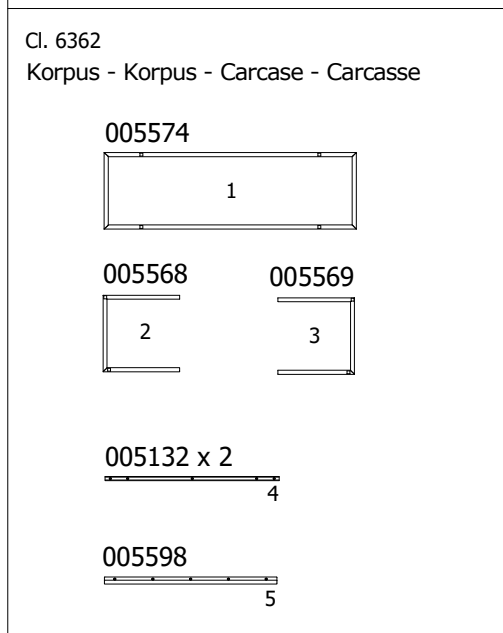 Cl. 6362
Korpus - Korpus - Carcase - Carcasse
005574
1
005568 005569
2 3
005132 x 2
4
005598
5